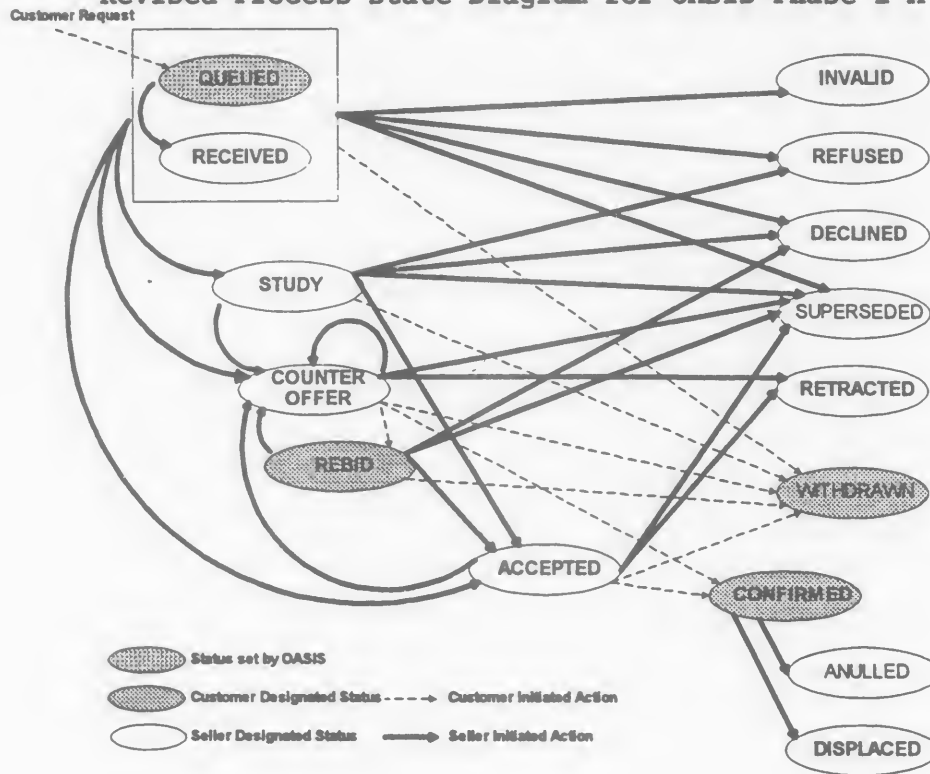 Revised Process State Diagram for OASIS Phase
Customer Request
QUEUED
INVALID
RECEIVED
REFUSED
DECLINED
STUDY
SUPERSEDED
COUNTER
OFFER
RETRACTED
REBID
WITHDRAWN
ACCEPTED
CONFIRMED
Status set by OASIS
ANULLED
Customer Designated Status
Customer Initiated Action
Seller Designated Status
Seller Initiated Action
DISPLACED